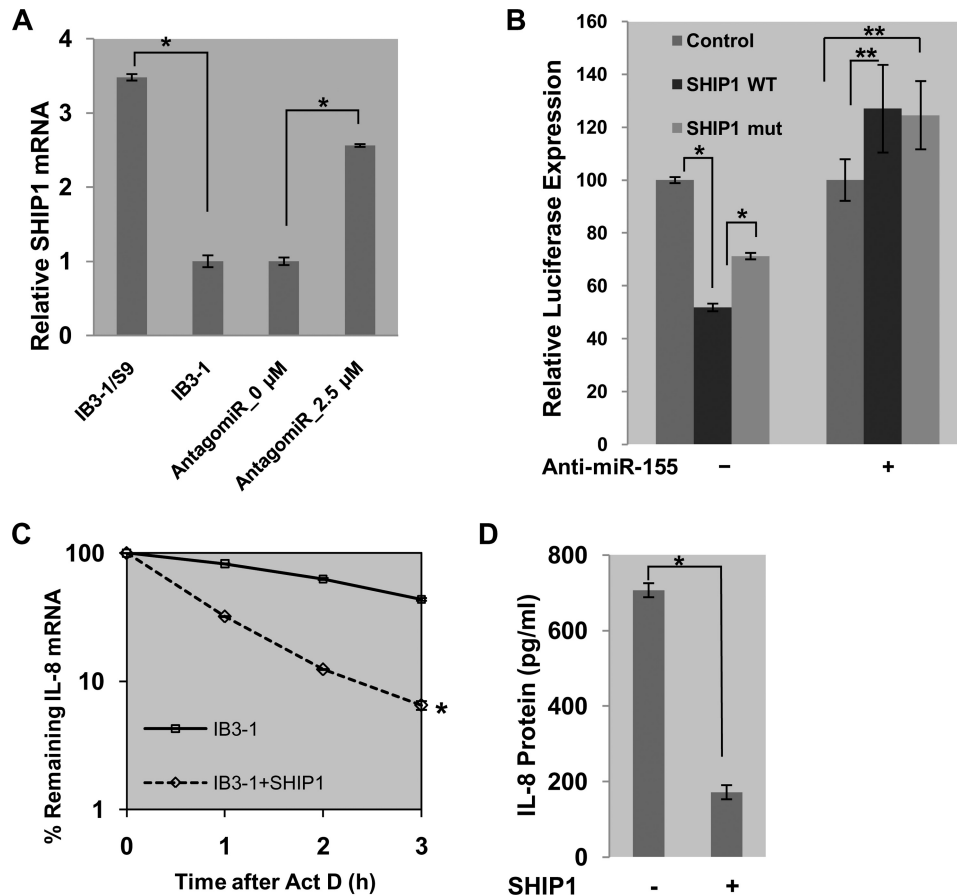 A
Relative SHIP1 mRNA
4
3
2
1
0
*
*
IB3-1/S9
IB3-1
AntagomiR_0 µM
AntagomiR_2.5 µM
B
Relative Luciferase Expression
160
140
120
100
80
60
40
20
0
Control
SHIP1 WT
SHIP1 mut
*
*
**
**
Anti-miR-155 – +
C
% Remaining IL-8 mRNA
100
10
1
IB3-1
IB3-1+SHIP1
*
0 1 2 3
Time after Act D (h)
D
IL-8 Protein (pg/ml)
800
600
400
200
0
*
SHIP1 - +